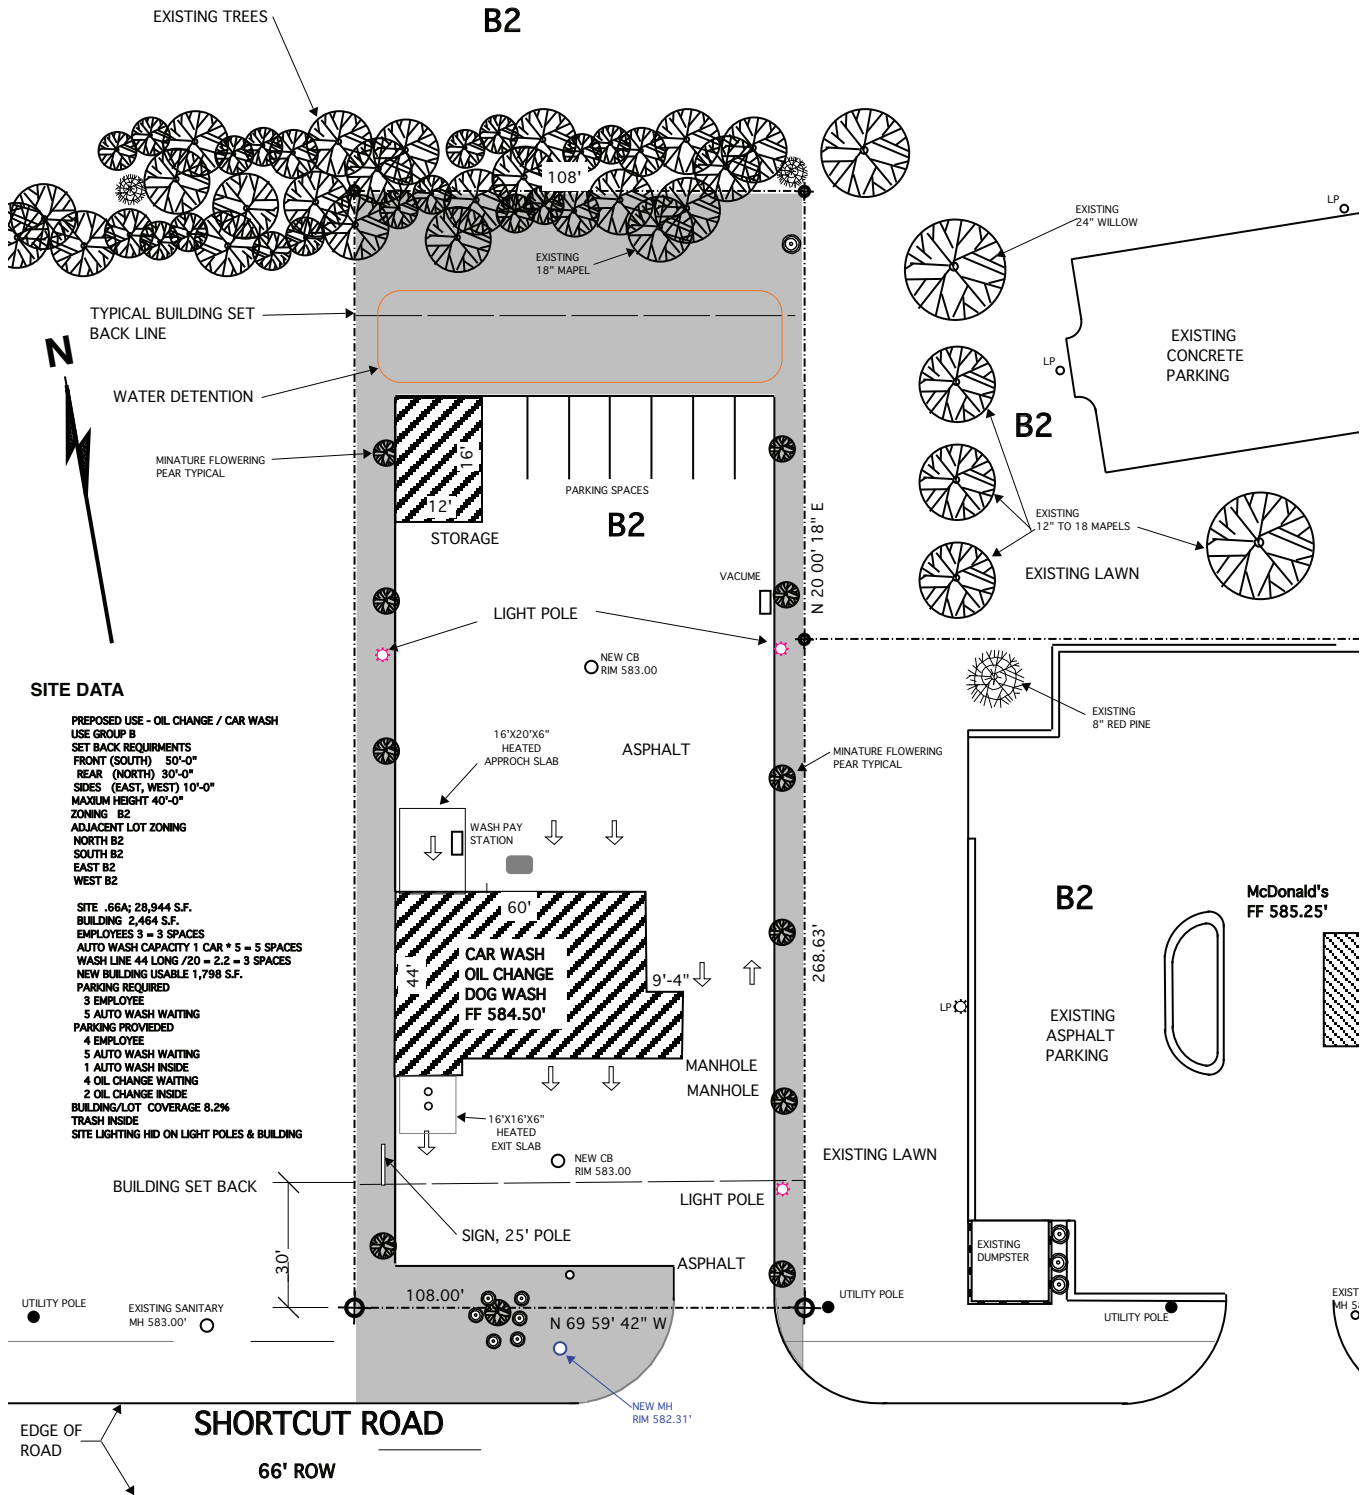 EXISTING TREES
B2
108'
LP
EXISTING
24" WILLOW
EXISTING
18" MAPEL
TYPICAL BUILDING SET
BACK LINE
N
WATER DETENTION
EXISTING
CONCRETE
PARKING
LP
B2
MINATURE FLOWERING
PEAR TYPICAL
16'
12'
STORAGE
PARKING SPACES
B2
N 20 00' 18" E
EXISTING
12" TO 18 MAPELS
EXISTING LAWN
VACUME
LIGHT POLE
NEW CB
RIM 583.00
SITE DATA
PREPOSED USE - OIL CHANGE / CAR WASH
USE GROUP B
SET BACK REQUIRMENTS
FRONT (SOUTH) 50'-0"
REAR (NORTH) 30'-0"
SIDES (EAST, WEST) 10'-0"
MAXIUM HEIGHT 40'-0"
ZONING B2
ADJACENT LOT ZONING
NORTH B2
SOUTH B2
EAST B2
WEST B2
SITE .66A; 28,944 S.F.
BUILDING 2,464 S.F.
EMPLOYEES 3 = 3 SPACES
AUTO WASH CAPACITY 1 CAR * 5 = 5 SPACES
WASH LINE 44 LONG /20 = 2.2 = 3 SPACES
NEW BUILDING USABLE 1,798 S.F.
PARKING REQUIRED
3 EMPLOYEE
5 AUTO WASH WAITING
PARKING PROVIEDED
4 EMPLOYEE
5 AUTO WASH WAITING
1 AUTO WASH INSIDE
4 OIL CHANGE WAITING
2 OIL CHANGE INSIDE
BUILDING/LOT COVERAGE 8.2%
TRASH INSIDE
SITE LIGHTING HID ON LIGHT POLES & BUILDING
EXISTING
8" RED PINE
16'X20'X6"
HEATED
APPROCH SLAB
ASPHALT
MINATURE FLOWERING
PEAR TYPICAL
WASH PAY
STATION
60'
44'
CAR WASH
OIL CHANGE
DOG WASH
FF 584.50'
9'-4"
268.63'
B2
McDonald's
FF 585.25'
LP
EXISTING
ASPHALT
PARKING
MANHOLE
MANHOLE
16'X16'X6"
HEATED
EXIT SLAB
NEW CB
RIM 583.00
EXISTING LAWN
BUILDING SET BACK
LIGHT POLE
SIGN, 25' POLE
30'
ASPHALT
EXISTING
DUMPSTER
108.00'
N 69 59' 42" W
UTILITY POLE
EXISTING SANITARY
MH 583.00'
UTILITY POLE
UTILITY POLE
MH
NEW MH
RIM 582.31'
EDGE OF
ROAD
SHORTCUT ROAD
66' ROW